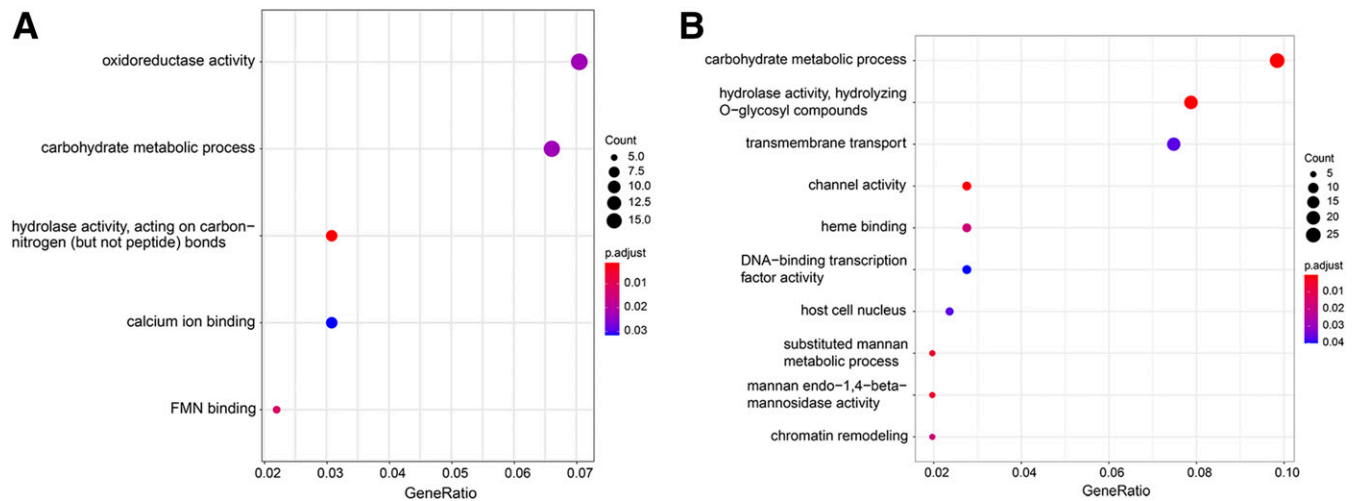 A
oxidoreductase activity
carbohydrate metabolic process
hydrolase activity, acting on carbon−
nitrogen (but not peptide) bonds
calcium ion binding
FMN binding
0.02 0.03 0.04 0.05 0.06 0.07
GeneRatio
Count
5.0
7.5
10.0
12.5
15.0
p.adjust
0.01
0.02
0.03
B
carbohydrate metabolic process
hydrolase activity, hydrolyzing
O−glycosyl compounds
transmembrane transport
channel activity
heme binding
DNA−binding transcription
factor activity
host cell nucleus
substituted mannan
metabolic process
mannan endo−1,4−beta−
mannosidase activity
chromatin remodeling
0.02 0.04 0.06 0.08 0.10
GeneRatio
Count
5
10
15
20
25
p.adjust
0.01
0.02
0.03
0.04